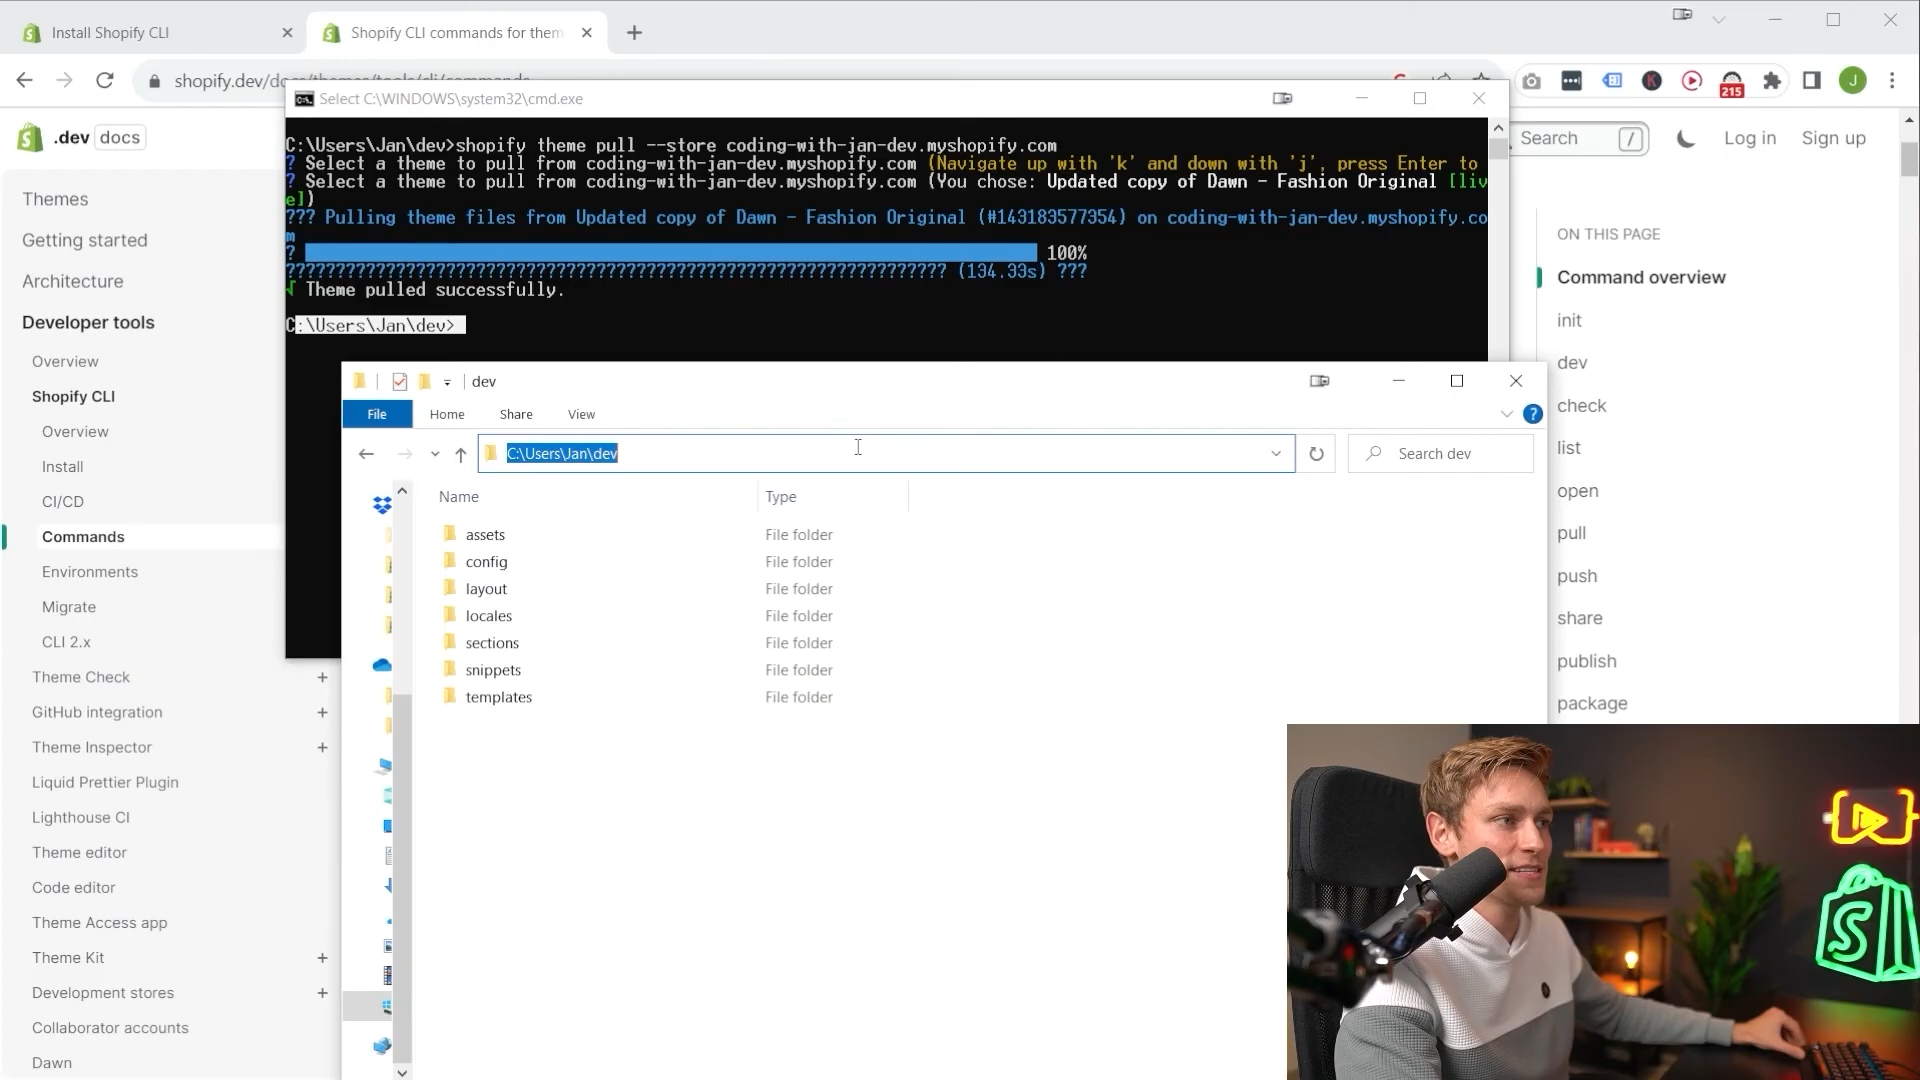 Install Shopify CLI
Shopify CLI commands for them
215
J
Select C:\WINDOWS\system32\cmd.exe
.dev docs
Search /
Log in
Sign up
C:\Users\Jan\dev>shopify theme pull --store coding-with-jan-dev.myshopify.com
? Select a theme to pull from coding-with-jan-dev.myshopify.com (Navigate up with 'k' and down with 'j', press Enter to
? Select a theme to pull from coding-with-jan-dev.myshopify.com (You chose: Updated copy of Dawn - Fashion Original [liv
e])
??? Pulling theme files from Updated copy of Dawn - Fashion Original (#143183577354) on coding-with-jan-dev.myshopify.co
m
? 100%
?????????????????????????????????????????????????????????????????? (134.33s) ???
√ Theme pulled successfully.
C:\Users\Jan\dev>
Themes
Getting started
Architecture
Developer tools
Overview
Shopify CLI
Overview
Install
CI/CD
Commands
Environments
Migrate
CLI 2.x
Theme Check +
GitHub integration +
Theme Inspector +
Liquid Prettier Plugin
Lighthouse CI
Theme editor
Code editor
Theme Access app
Theme Kit +
Development stores +
Collaborator accounts
Dawn
dev
File
Home
Share
View
?
C:\Users\Jan\dev
Search dev
Name
Type
assets File folder
config File folder
layout File folder
locales File folder
sections File folder
snippets File folder
templates File folder
ON THIS PAGE
Command overview
init
dev
check
list
open
pull
push
share
publish
package